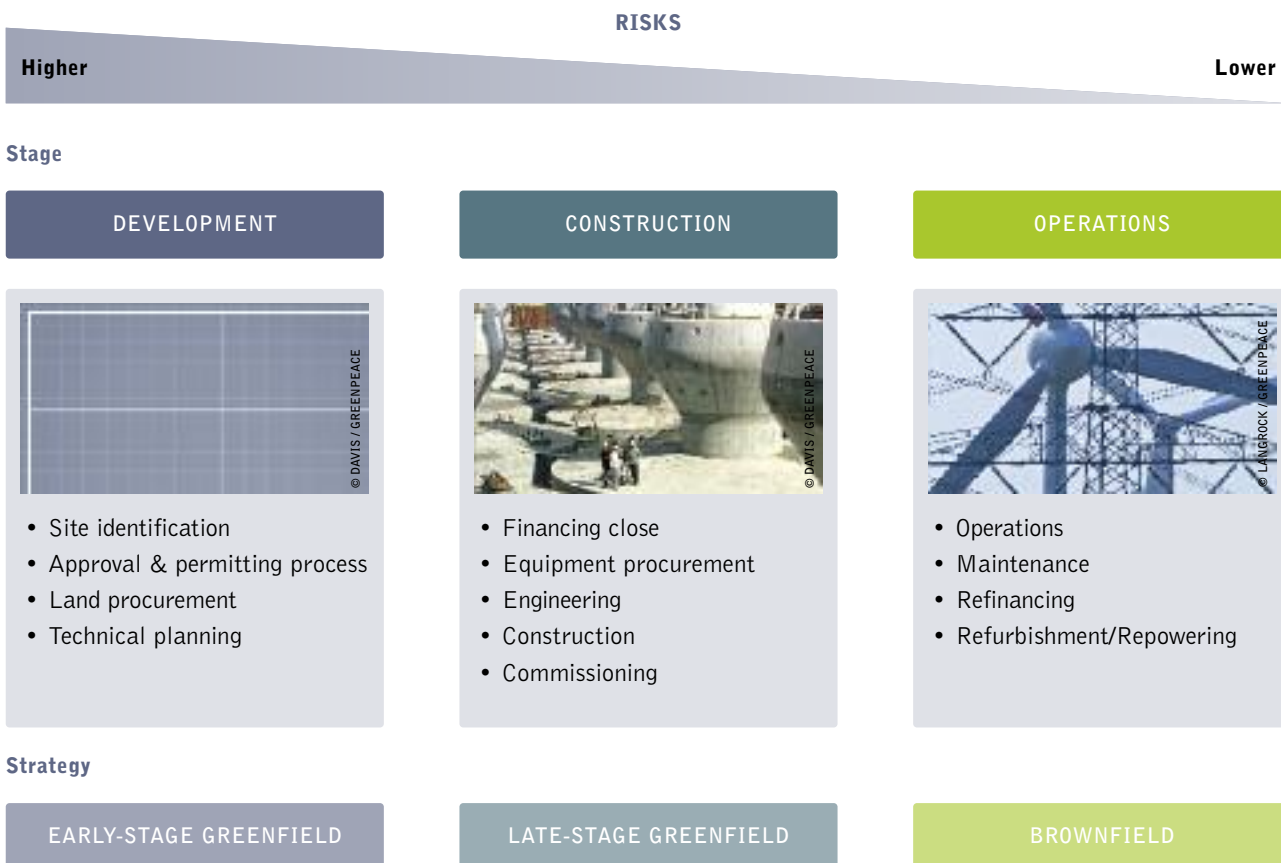 RISKS
Higher
Lower
Stage
DEVELOPMENT
© DAVIS / GREENPEACE
• Site identification
• Approval & permitting process
• Land procurement
• Technical planning
CONSTRUCTION
© DAVIS / GREENPEACE
• Financing close
• Equipment procurement
• Engineering
• Construction
• Commissioning
OPERATIONS
© LANGROCK / GREENPEACE
• Operations
• Maintenance
• Refinancing
• Refurbishment/Repowering
Strategy
EARLY-STAGE GREENFIELD
LATE-STAGE GREENFIELD
BROWNFIELD